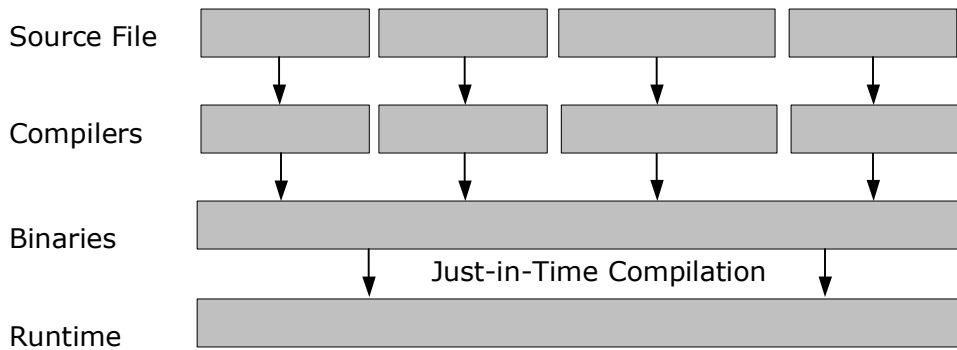 Source File
Compilers
Binaries
Just-in-Time Compilation
Runtime